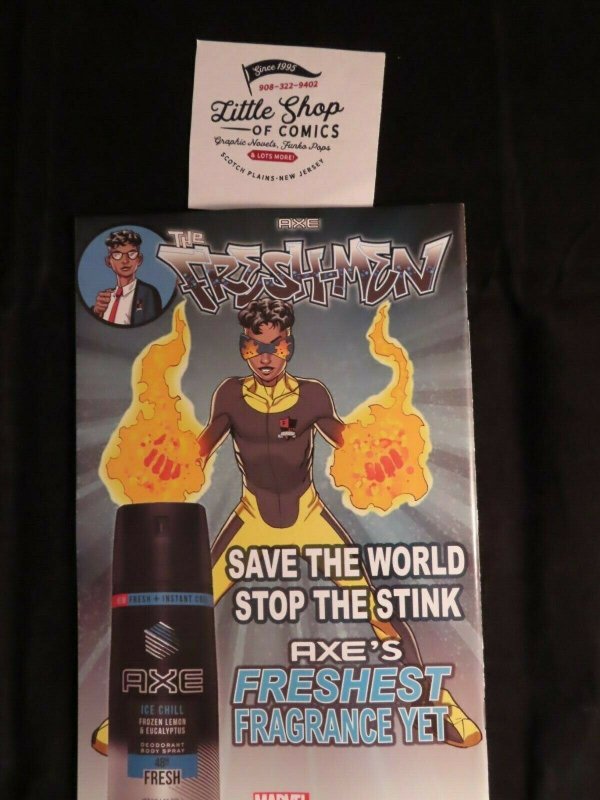 Since 1995
908-322-9402
Little Shop
OF COMICS
Graphic Novels, Funko Pops
& LOTS MORE!
SCOTCH PLAINS-NEW JERSEY
AXE
THE
FRESH-MEN
SAVE THE WORLD
STOP THE STINK
AXE'S
FRESHEST
FRAGRANCE YET
FRESH + INSTANT
AXE
ICE CHILL
FROZEN LEMON
& EUCALYPTUS
DEODORANT
BODY SPRAY
48H
FRESH
MARVEL